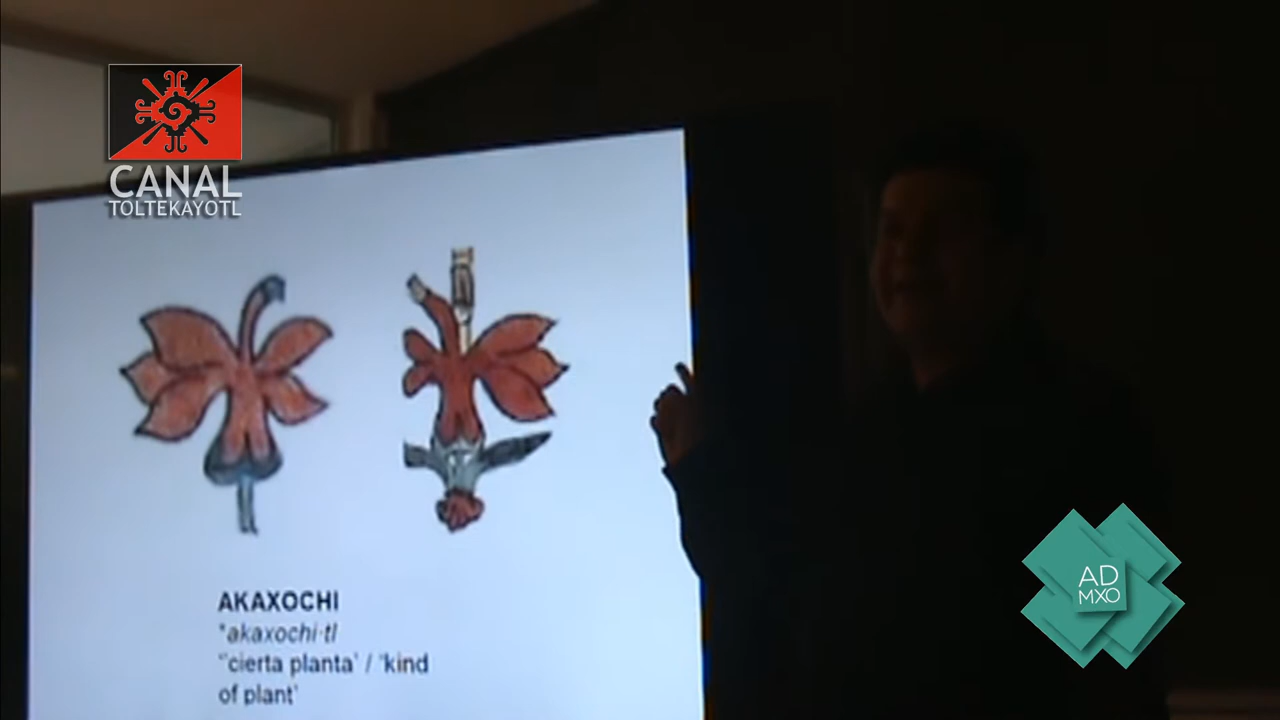 CANAL
TOLTEKAYOTL
AKAXOCHI
*akaxochi-tl
“cierta planta' / 'kind
of plant'
AD
MXO